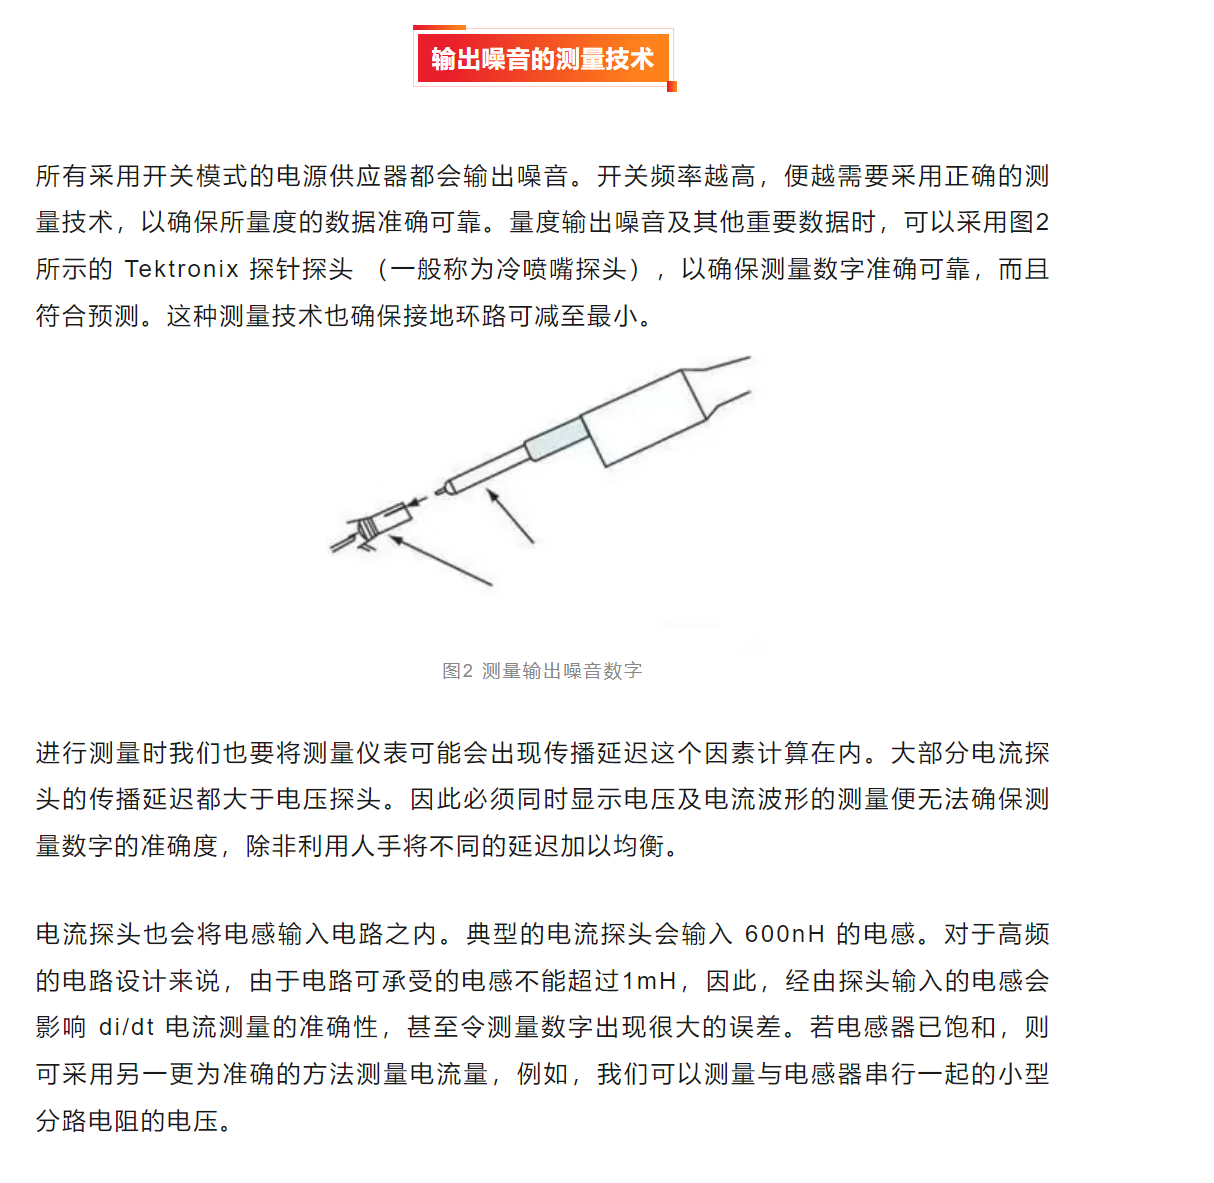 输出噪音的测量技术
所有采用开关模式的电源供应器都会输出噪音。开关频率越高，便越需要采用正确的测
量技术，以确保所量度的数据准确可靠。量度输出噪音及其他重要数据时，可以采用图2
所示的 Tektronix 探针探头 （一般称为冷喷嘴探头），以确保测量数字准确可靠，而且
符合预测。这种测量技术也确保接地环路可减至最小。
图2 测量输出噪音数字
进行测量时我们也要将测量仪表可能会出现传播延迟这个因素计算在内。大部分电流探
头的传播延迟都大于电压探头。因此必须同时显示电压及电流波形的测量便无法确保测
量数字的准确度，除非利用人手将不同的延迟加以均衡。
电流探头也会将电感输入电路之内。典型的电流探头会输入 600nH 的电感。对于高频
的电路设计来说，由于电路可承受的电感不能超过1mH，因此，经由探头输入的电感会
影响 di/dt 电流测量的准确性，甚至令测量数字出现很大的误差。若电感器已饱和，则
可采用另一更为准确的方法测量电流量，例如，我们可以测量与电感器串行一起的小型
分路电阻的电压。